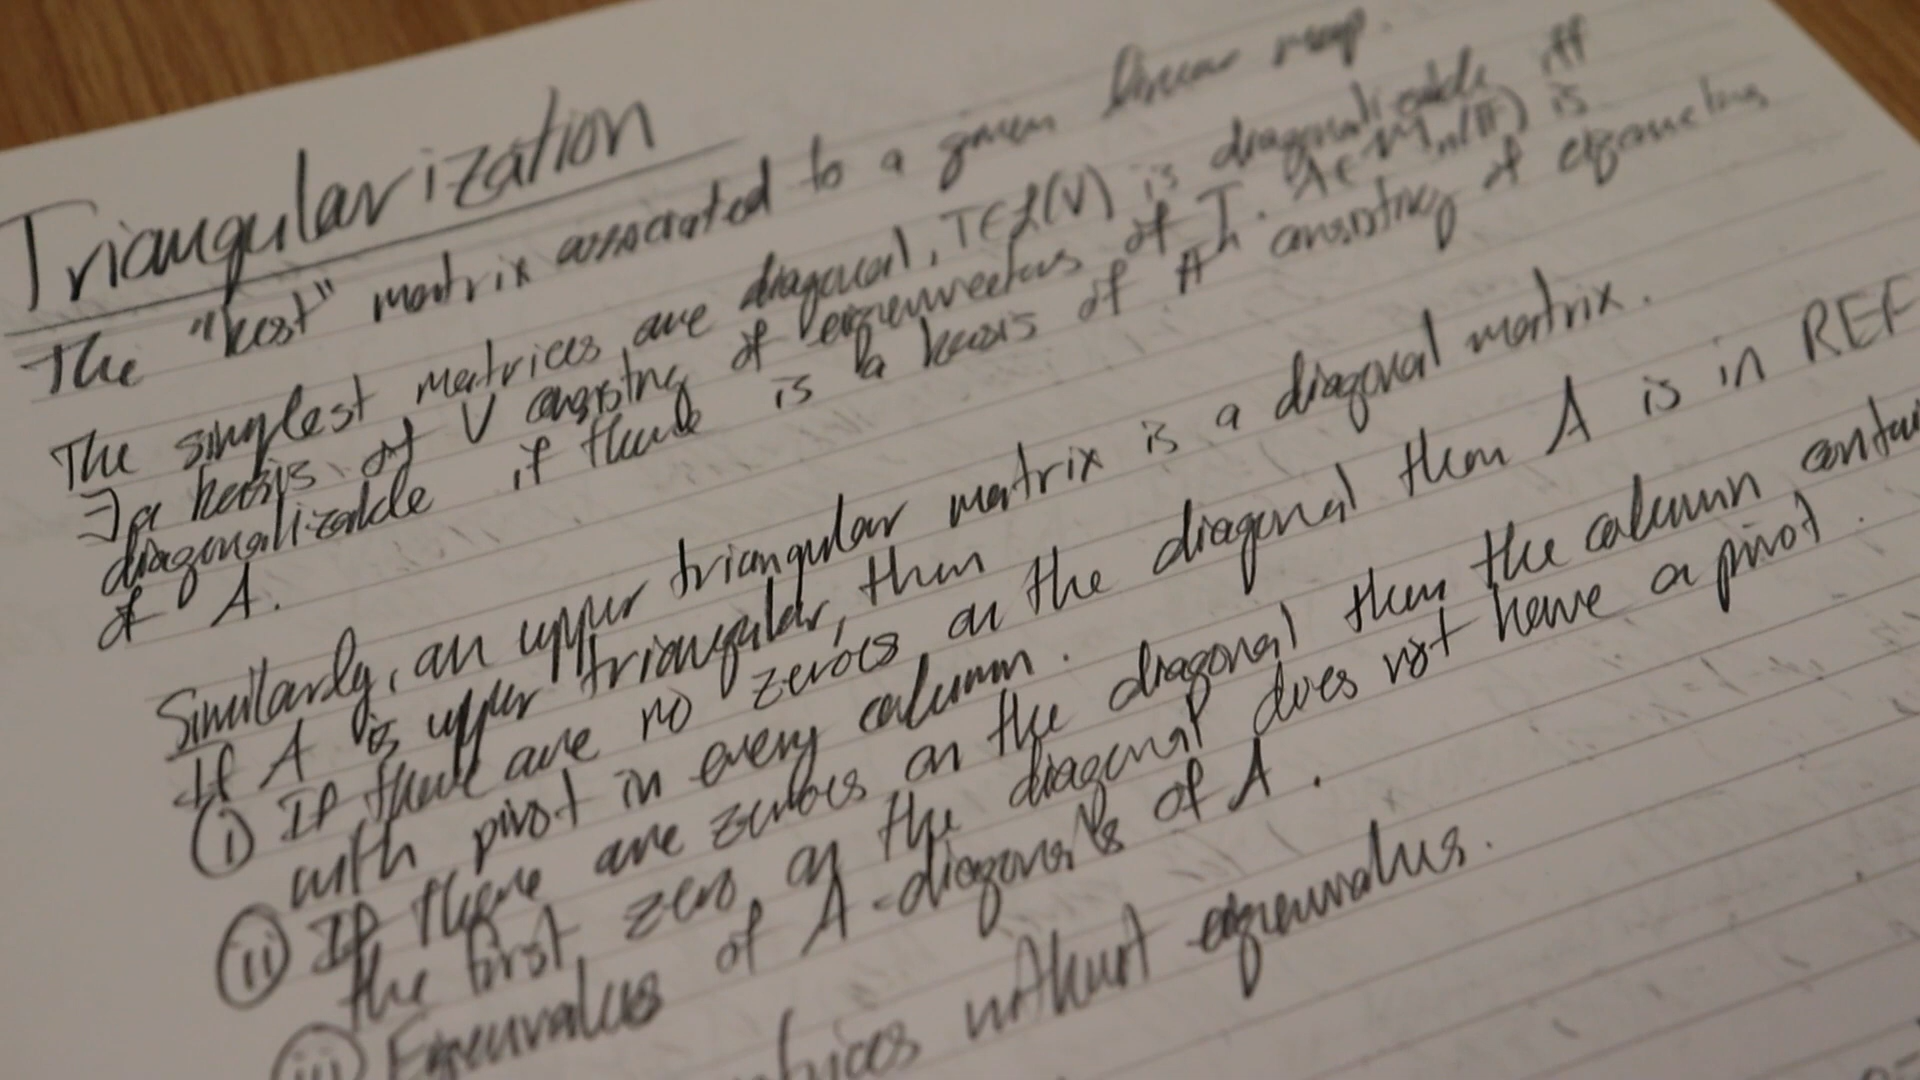 Triangularization
The "best" matrix associated to a given linear map.
The simplest matrices are diagonal, T∈ℒ(V) is diagonalizable iff
∃ a basis of V consisting of eigenvectors of T. A∈Mn(𝔽) is
diagonalizable if there is a basis of 𝔽ⁿ consisting of eigenvectors
of A.
Similarly, an upper triangular matrix is a diagonal matrix.
If A is upper triangular, then
(i) If there are no zeroes on the diagonal then A is in REF
with pivot in every column.
(ii) If there are zeroes on the diagonal then the column
the first zero on the diagonal does not have a pivot.
(iii) Eigenvalues of A - diagonals of A.
without eigenvalues.